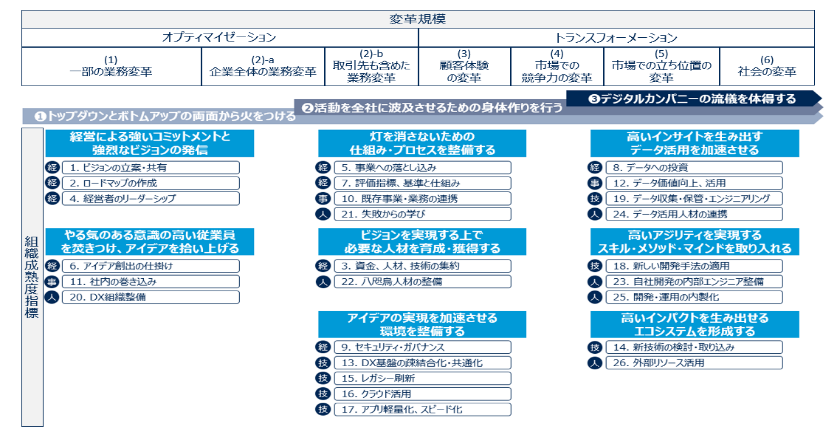 変革規模
オプティマイゼーション
トランスフォーメーション
(1)
一部の業務変革
(2)-a
企業全体の業務変革
(2)-b
取引先も含めた
業務変革
(3)
顧客体験
の変革
(4)
市場での
競争力の変革
(5)
市場での立ち位置の
変革
(6)
社会の変革
❶トップダウンとボトムアップの両面から火をつける
❷活動を全社に波及させるための身体作りを行う
❸デジタルカンパニーの流儀を体得する
組織成熟度指標
経営による強いコミットメントと
強烈なビジョンの発信
経 1. ビジョンの立案・共有
経 2. ロードマップの作成
経 4. 経営者のリーダーシップ
やる気のある意識の高い従業員
を焚きつけ、アイデアを拾い上げる
経 6. アイデア創出の仕掛け
事 11. 社内の巻き込み
人 20. DX組織整備
灯を消さないための
仕組み・プロセスを整備する
経 5. 事業への落とし込み
経 7. 評価指標、基準と仕組み
事 10. 既存事業・業務の連携
人 21. 失敗からの学び
ビジョンを実現する上で
必要な人材を育成・獲得する
経 3. 資金、人材、技術の集約
人 22. 八咫烏人材の整備
アイデアの実現を加速させる
環境を整備する
経 9. セキュリティ・ガバナンス
技 13. DX基盤の疎結合化・共通化
技 15. レガシー刷新
技 16. クラウド活用
技 17. アプリ軽量化、スピード化
高いインサイトを生み出す
データ活用を加速させる
経 8. データへの投資
事 12. データ価値向上、活用
技 19. データ収集・保管・エンジニアリング
人 24. データ活用人材の連携
高いアジリティを実現する
スキル・メソッド・マインドを取り入れる
技 18. 新しい開発手法の適用
人 23. 自社開発の内部エンジニア整備
人 25. 開発・運用の内製化
高いインパクトを生み出せる
エコシステムを形成する
技 14. 新技術の検討・取り込み
人 26. 外部リソース活用